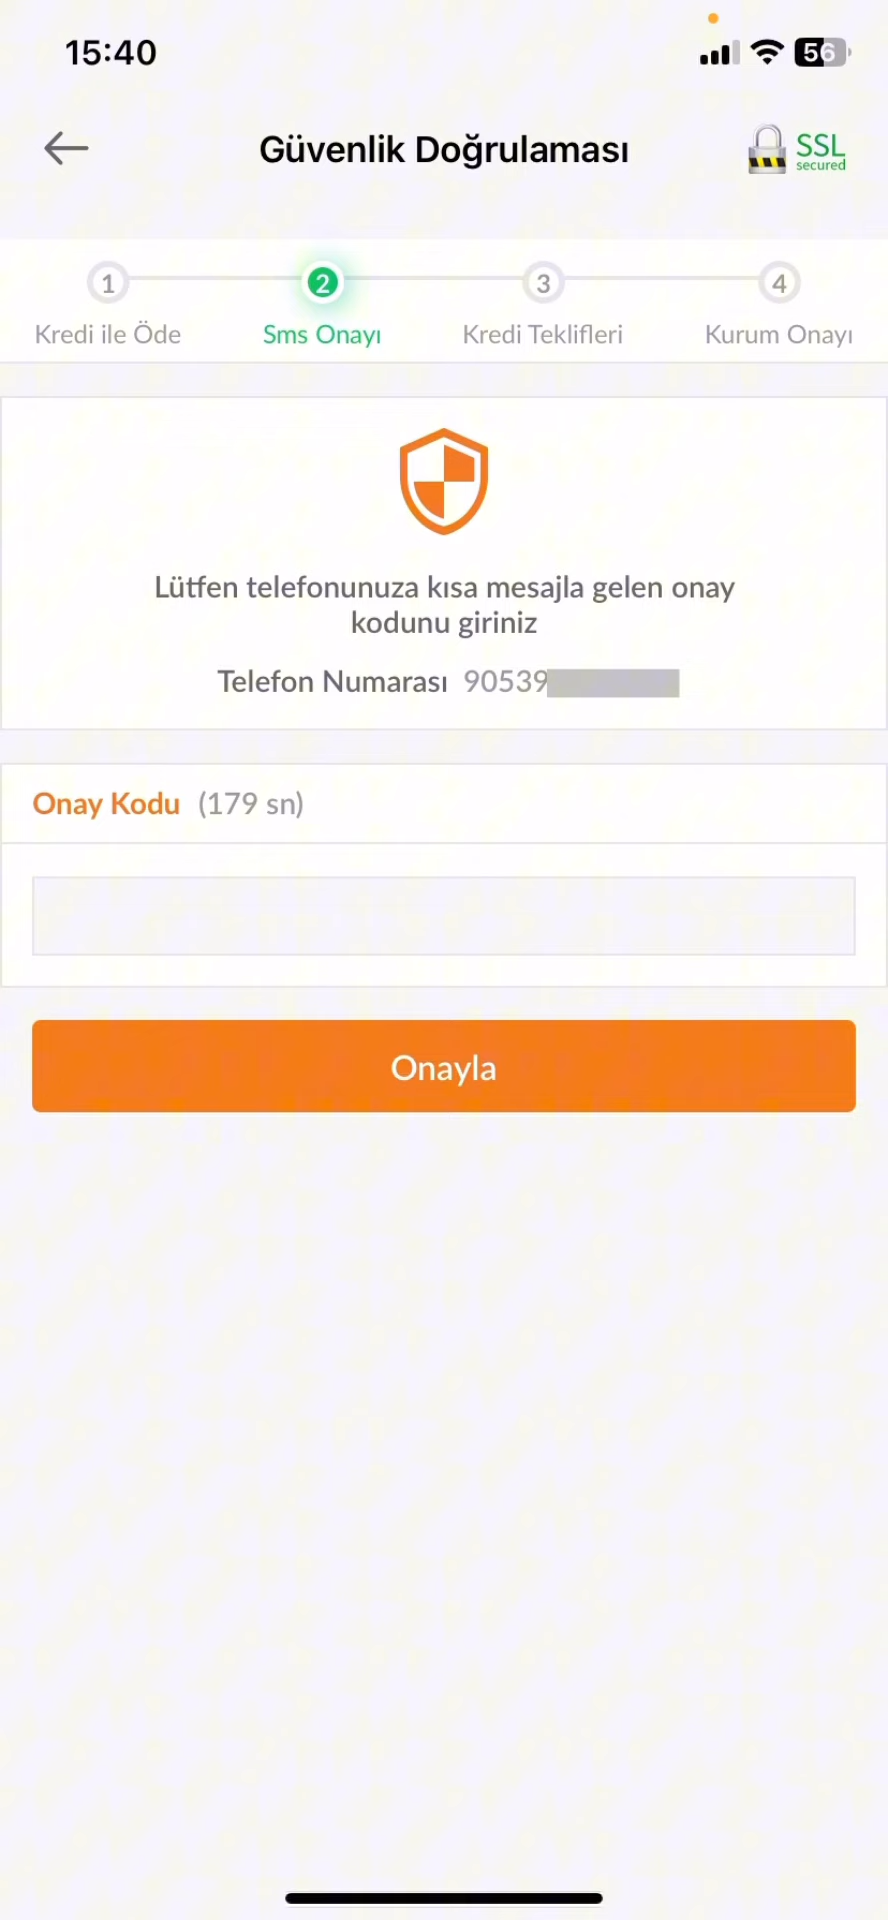 15:40
56
Güvenlik Doğrulaması
SSL
secured
1
2
3
4
Kredi ile Öde
Sms Onayı
Kredi Teklifleri
Kurum Onayı
Lütfen telefonunuza kısa mesajla gelen onay
kodunu giriniz
Telefon Numarası 90539
Onay Kodu (179 sn)
Onayla